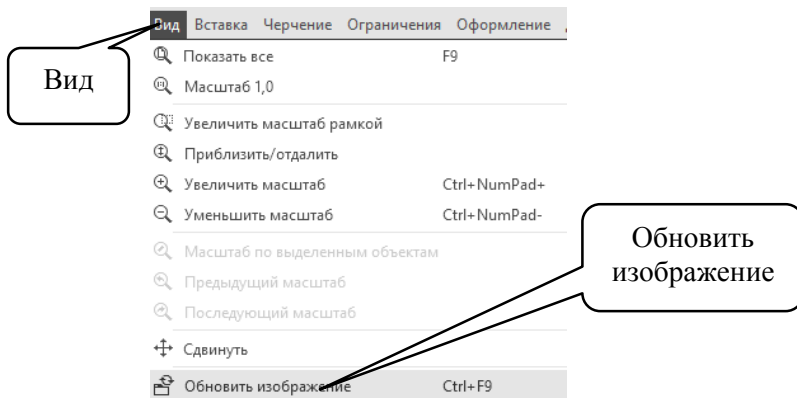 Вид Вставка Черчение Ограничения Оформление
Вид
Показать все F9
Масштаб 1,0
Увеличить масштаб рамкой
Приблизить/отдалить
Увеличить масштаб Ctrl+NumPad+
Уменьшить масштаб Ctrl+NumPad-
Масштаб по выделенным объектам
Предыдущий масштаб
Последующий масштаб
Обновить
изображение
Сдвинуть
Обновить изображение Ctrl+F9